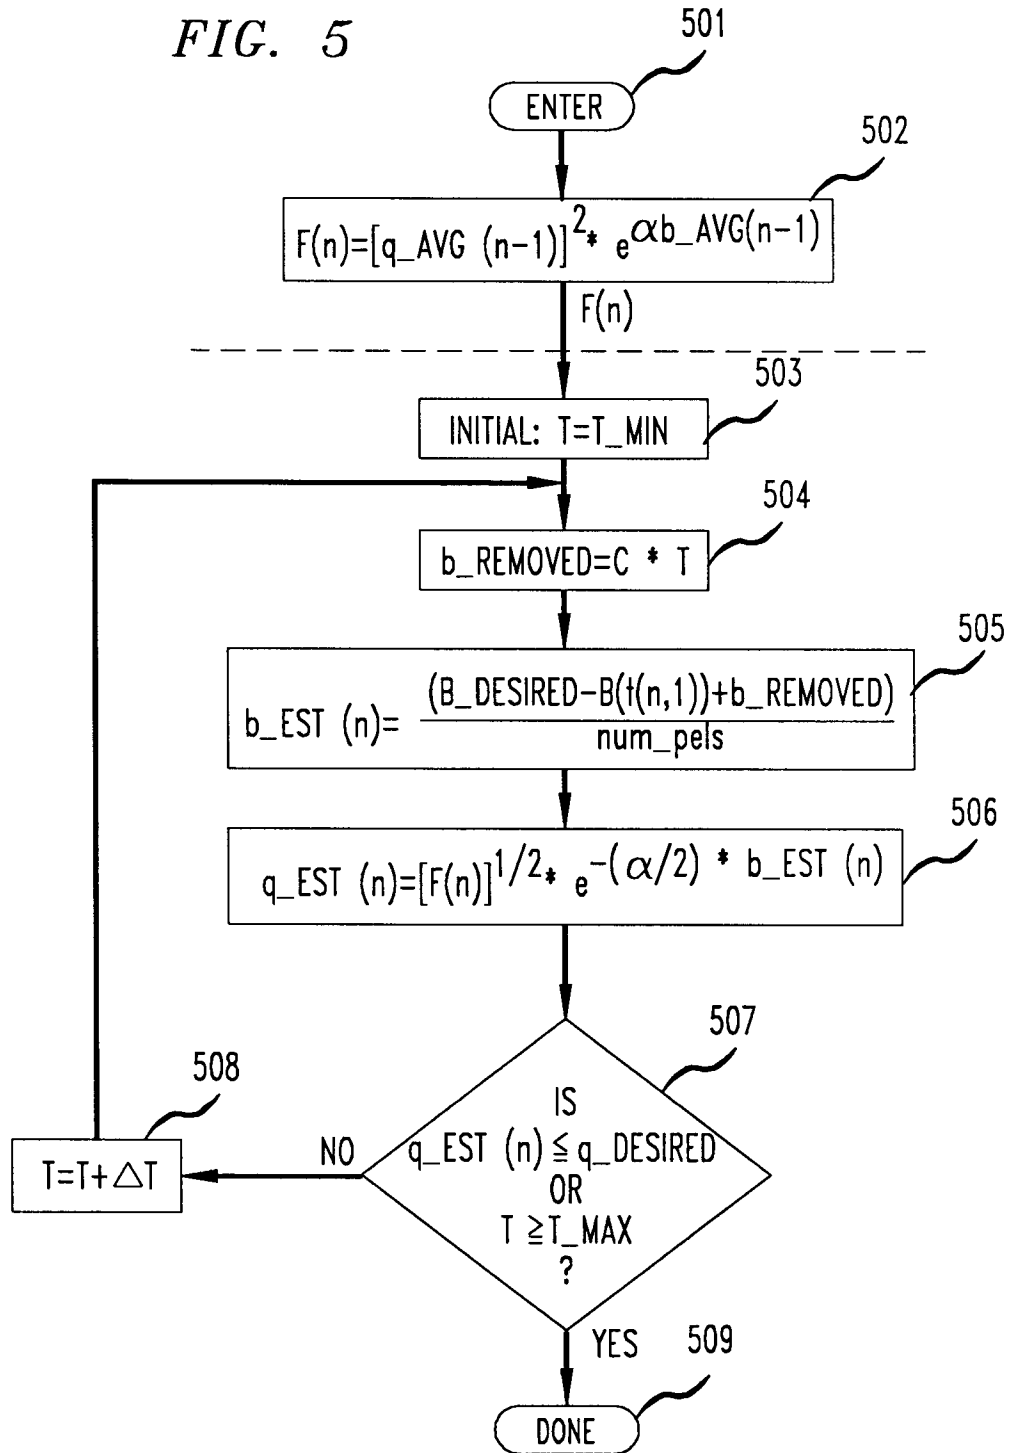 FIG. 5
501
ENTER
502
F(n)=[q_AVG (n-1)]^2 * e^αb_AVG(n-1)
F(n)
503
INITIAL: T=T_MIN
504
b_REMOVED=C * T
505
b_EST (n)= (B_DESIRED-B(t(n,1))+b_REMOVED)
num_pels
506
q_EST (n)=[F(n)]^1/2 * e^-(α/2) * b_EST (n)
507
IS
q_EST (n) ≦ q_DESIRED
OR
T ≧ T_MAX
?
NO
508
T=T+△T
YES
509
DONE